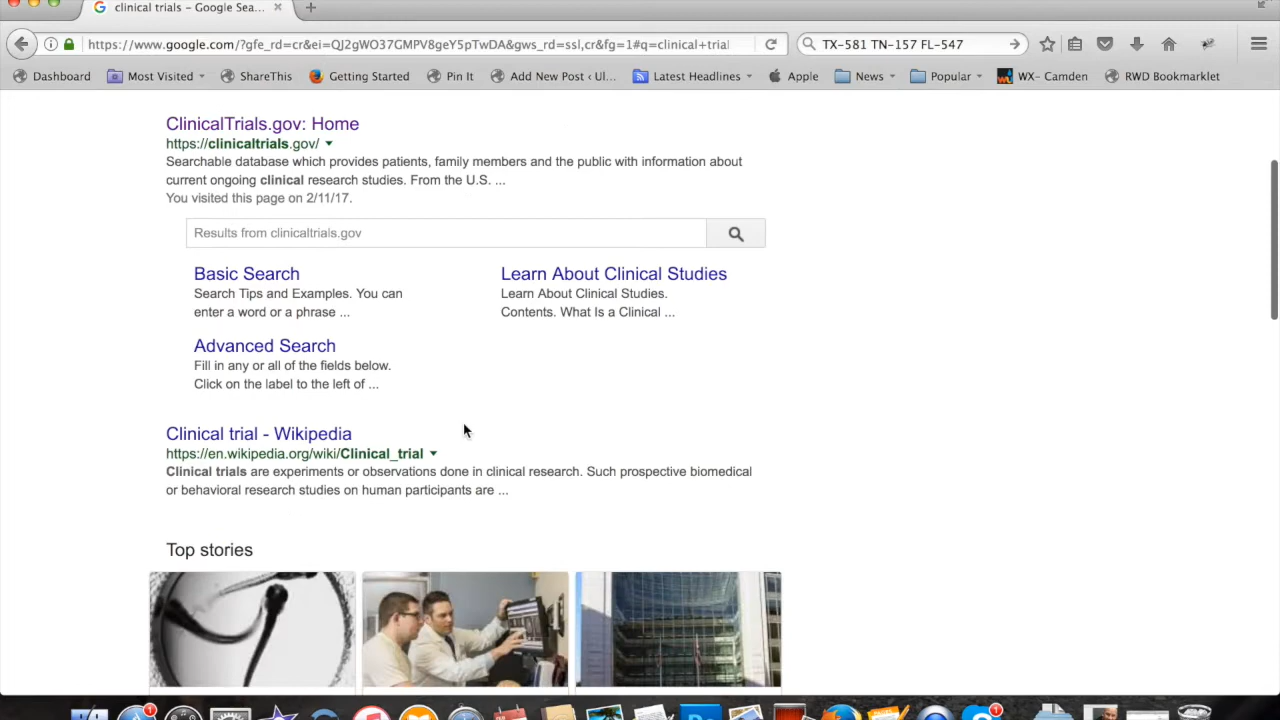 clinical trials - Google Sea...
https://www.google.com/?gfe_rd=cr&ei=QJ2gWO37GMPV8geY5pTwDA&gws_rd=ssl,cr&fg=1#q=clinical+trial
TX-581 TN-157 FL-547
Dashboard Most Visited ShareThis Getting Started Pin It Add New Post ‹ Ul... Latest Headlines Apple News Popular WX- Camden RWD Bookmarklet
ClinicalTrials.gov: Home
https://clinicaltrials.gov/
Searchable database which provides patients, family members and the public with information about
current ongoing clinical research studies. From the U.S. ...
You visited this page on 2/11/17.
Results from clinicaltrials.gov
Basic Search
Search Tips and Examples. You can
enter a word or a phrase ...
Learn About Clinical Studies
Learn About Clinical Studies.
Contents. What Is a Clinical ...
Advanced Search
Fill in any or all of the fields below.
Click on the label to the left of ...
Clinical trial - Wikipedia
https://en.wikipedia.org/wiki/Clinical_trial
Clinical trials are experiments or observations done in clinical research. Such prospective biomedical
or behavioral research studies on human participants are ...
Top stories
1
1